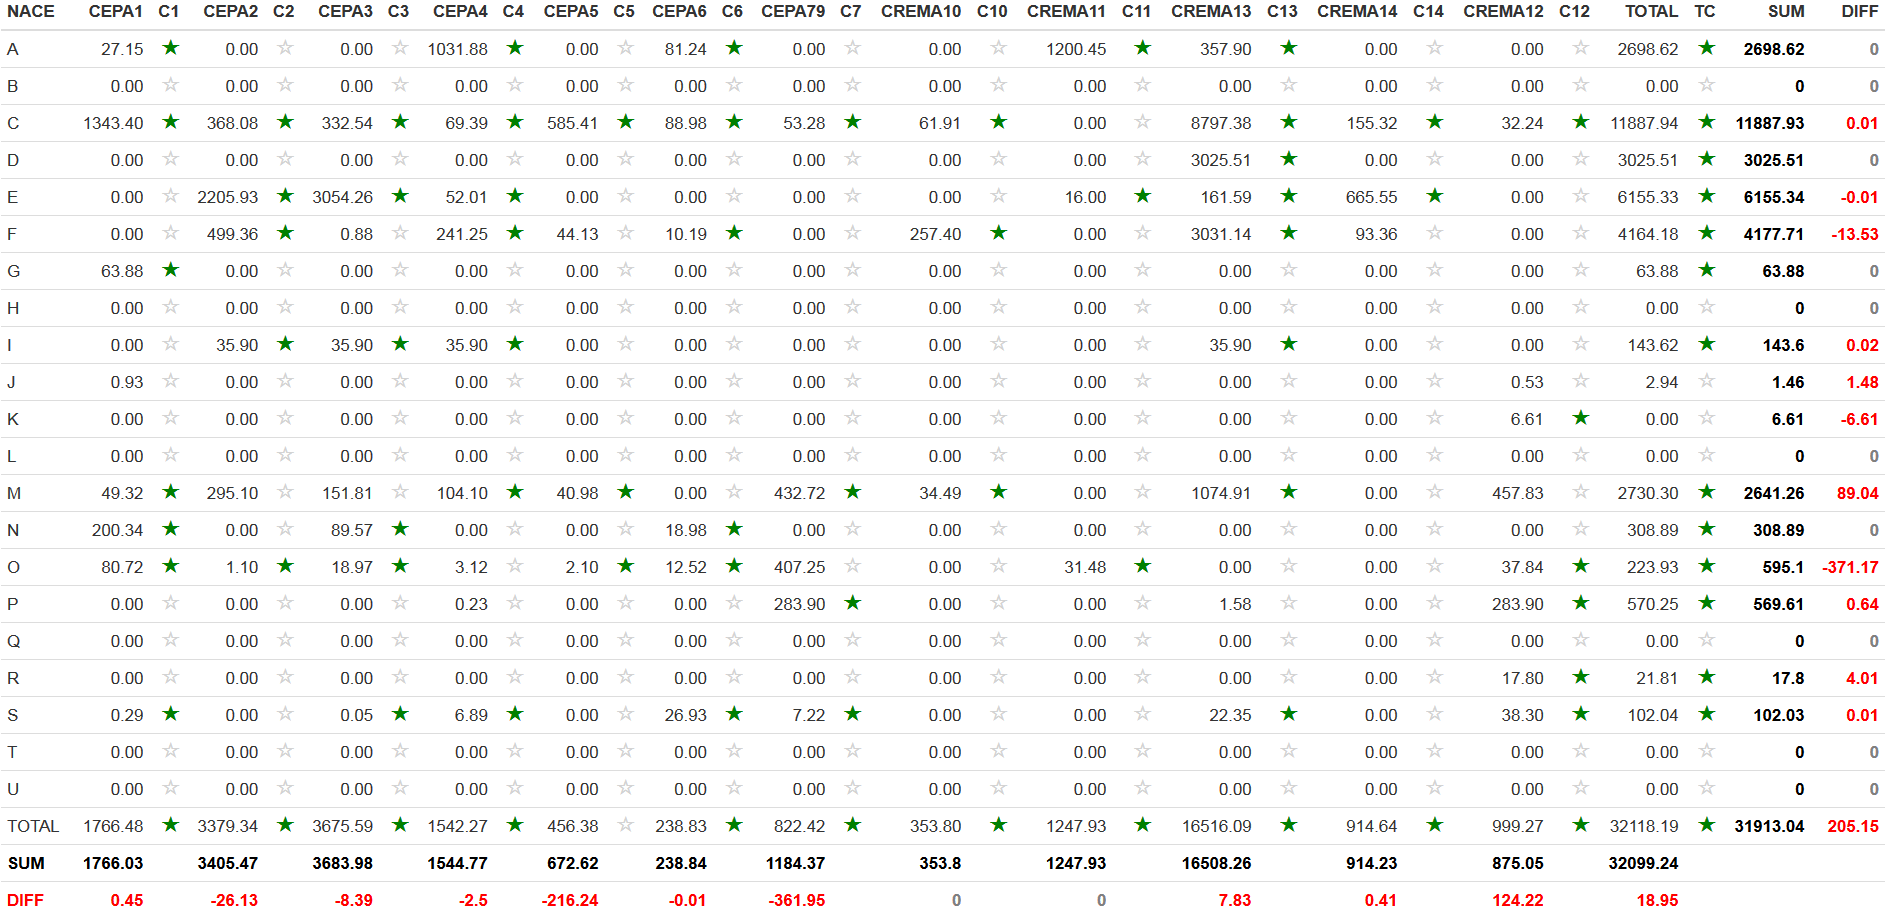 NACE CEPA1 C1 CEPA2 C2 CEPA3 C3 CEPA4 C4 CEPA5 C5 CEPA6 C6 CEPA79 C7 CREMA10 C10 CREMA11 C11 CREMA13 C13 CREMA14 C14 CREMA12 C12 TOTAL TC SUM DIFF
A 27.15 ★ 0.00 ☆ 0.00 ☆ 1031.88 ★ 0.00 ☆ 81.24 ★ 0.00 ☆ 0.00 ☆ 1200.45 ★ 357.90 ★ 0.00 ☆ 0.00 ☆ 2698.62 ★ 2698.62 0
B 0.00 ☆ 0.00 ☆ 0.00 ☆ 0.00 ☆ 0.00 ☆ 0.00 ☆ 0.00 ☆ 0.00 ☆ 0.00 ☆ 0.00 ☆ 0.00 ☆ 0.00 ☆ 0.00 ☆ 0 0
C 1343.40 ★ 368.08 ★ 332.54 ★ 69.39 ★ 585.41 ★ 88.98 ★ 53.28 ★ 61.91 ★ 0.00 ☆ 8797.38 ★ 155.32 ★ 32.24 ★ 11887.94 ★ 11887.93 0.01
D 0.00 ☆ 0.00 ☆ 0.00 ☆ 0.00 ☆ 0.00 ☆ 0.00 ☆ 0.00 ☆ 0.00 ☆ 0.00 ☆ 3025.51 ★ 0.00 ☆ 0.00 ☆ 3025.51 ★ 3025.51 0
E 0.00 ☆ 2205.93 ★ 3054.26 ★ 52.01 ★ 0.00 ☆ 0.00 ☆ 0.00 ☆ 0.00 ☆ 16.00 ★ 161.59 ★ 665.55 ★ 0.00 ☆ 6155.33 ★ 6155.34 -0.01
F 0.00 ☆ 499.36 ★ 0.88 ☆ 241.25 ★ 44.13 ☆ 10.19 ★ 0.00 ☆ 257.40 ★ 0.00 ☆ 3031.14 ★ 93.36 ☆ 0.00 ☆ 4164.18 ★ 4177.71 -13.53
G 63.88 ★ 0.00 ☆ 0.00 ☆ 0.00 ☆ 0.00 ☆ 0.00 ☆ 0.00 ☆ 0.00 ☆ 0.00 ☆ 0.00 ☆ 0.00 ☆ 0.00 ☆ 63.88 ★ 63.88 0
H 0.00 ☆ 0.00 ☆ 0.00 ☆ 0.00 ☆ 0.00 ☆ 0.00 ☆ 0.00 ☆ 0.00 ☆ 0.00 ☆ 0.00 ☆ 0.00 ☆ 0.00 ☆ 0.00 ☆ 0 0
I 0.00 ☆ 35.90 ★ 35.90 ★ 35.90 ★ 0.00 ☆ 0.00 ☆ 0.00 ☆ 0.00 ☆ 0.00 ☆ 35.90 ★ 0.00 ☆ 0.00 ☆ 143.62 ★ 143.6 0.02
J 0.93 ☆ 0.00 ☆ 0.00 ☆ 0.00 ☆ 0.00 ☆ 0.00 ☆ 0.00 ☆ 0.00 ☆ 0.00 ☆ 0.00 ☆ 0.00 ☆ 0.53 ☆ 2.94 ☆ 1.46 1.48
K 0.00 ☆ 0.00 ☆ 0.00 ☆ 0.00 ☆ 0.00 ☆ 0.00 ☆ 0.00 ☆ 0.00 ☆ 0.00 ☆ 0.00 ☆ 0.00 ☆ 6.61 ★ 0.00 ☆ 6.61 -6.61
L 0.00 ☆ 0.00 ☆ 0.00 ☆ 0.00 ☆ 0.00 ☆ 0.00 ☆ 0.00 ☆ 0.00 ☆ 0.00 ☆ 0.00 ☆ 0.00 ☆ 0.00 ☆ 0.00 ☆ 0 0
M 49.32 ★ 295.10 ☆ 151.81 ☆ 104.10 ★ 40.98 ★ 0.00 ☆ 432.72 ★ 34.49 ★ 0.00 ☆ 1074.91 ★ 0.00 ☆ 457.83 ☆ 2730.30 ★ 2641.26 89.04
N 200.34 ★ 0.00 ☆ 89.57 ★ 0.00 ☆ 0.00 ☆ 18.98 ★ 0.00 ☆ 0.00 ☆ 0.00 ☆ 0.00 ☆ 0.00 ☆ 0.00 ☆ 308.89 ★ 308.89 0
O 80.72 ★ 1.10 ★ 18.97 ★ 3.12 ☆ 2.10 ★ 12.52 ★ 407.25 ☆ 0.00 ☆ 31.48 ★ 0.00 ☆ 0.00 ☆ 37.84 ★ 223.93 ★ 595.1 -371.17
P 0.00 ☆ 0.00 ☆ 0.00 ☆ 0.23 ☆ 0.00 ☆ 0.00 ☆ 283.90 ★ 0.00 ☆ 0.00 ☆ 1.58 ☆ 0.00 ☆ 283.90 ★ 570.25 ★ 569.61 0.64
Q 0.00 ☆ 0.00 ☆ 0.00 ☆ 0.00 ☆ 0.00 ☆ 0.00 ☆ 0.00 ☆ 0.00 ☆ 0.00 ☆ 0.00 ☆ 0.00 ☆ 0.00 ☆ 0.00 ☆ 0 0
R 0.00 ☆ 0.00 ☆ 0.00 ☆ 0.00 ☆ 0.00 ☆ 0.00 ☆ 0.00 ☆ 0.00 ☆ 0.00 ☆ 0.00 ☆ 0.00 ☆ 17.80 ★ 21.81 ★ 17.8 4.01
S 0.29 ★ 0.00 ☆ 0.05 ★ 6.89 ★ 0.00 ☆ 26.93 ★ 7.22 ★ 0.00 ☆ 0.00 ☆ 22.35 ★ 0.00 ☆ 38.30 ★ 102.04 ★ 102.03 0.01
T 0.00 ☆ 0.00 ☆ 0.00 ☆ 0.00 ☆ 0.00 ☆ 0.00 ☆ 0.00 ☆ 0.00 ☆ 0.00 ☆ 0.00 ☆ 0.00 ☆ 0.00 ☆ 0.00 ☆ 0 0
U 0.00 ☆ 0.00 ☆ 0.00 ☆ 0.00 ☆ 0.00 ☆ 0.00 ☆ 0.00 ☆ 0.00 ☆ 0.00 ☆ 0.00 ☆ 0.00 ☆ 0.00 ☆ 0.00 ☆ 0 0
TOTAL 1766.48 ★ 3379.34 ★ 3675.59 ★ 1542.27 ★ 456.38 ☆ 238.83 ★ 822.42 ★ 353.80 ★ 1247.93 ★ 16516.09 ★ 914.64 ★ 999.27 ★ 32118.19 ★ 31913.04 205.15
SUM 1766.03 3405.47 3683.98 1544.77 672.62 238.84 1184.37 353.8 1247.93 16508.26 914.23 875.05 32099.24
DIFF 0.45 -26.13 -8.39 -2.5 -216.24 -0.01 -361.95 0 0 7.83 0.41 124.22 18.95